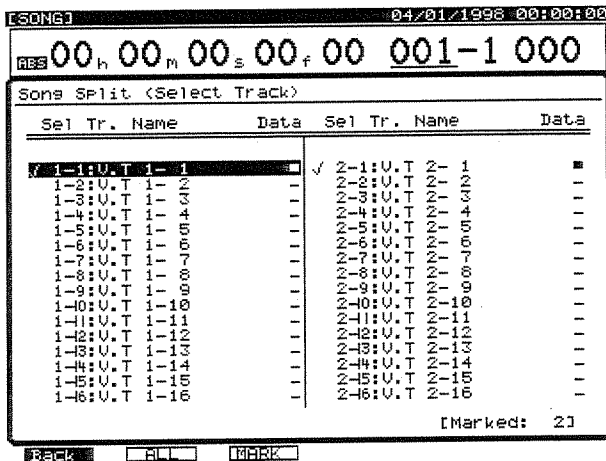 [SONG] 04/01/1998 00:00:00
ABS 00h 00m 00s 00f 00 001-1 000
Song Split (Select Track)
Sel Tr. Name Data Sel Tr. Name Data
√ 1-1:V.T 1- 1 ■ √ 2-1:V.T 2- 1 ■
1-2:V.T 1- 2 - 2-2:V.T 2- 2 -
1-3:V.T 1- 3 - 2-3:V.T 2- 3 -
1-4:V.T 1- 4 - 2-4:V.T 2- 4 -
1-5:V.T 1- 5 - 2-5:V.T 2- 5 -
1-6:V.T 1- 6 - 2-6:V.T 2- 6 -
1-7:V.T 1- 7 - 2-7:V.T 2- 7 -
1-8:V.T 1- 8 - 2-8:V.T 2- 8 -
1-9:V.T 1- 9 - 2-9:V.T 2- 9 -
1-10:V.T 1-10 - 2-10:V.T 2-10 -
1-11:V.T 1-11 - 2-11:V.T 2-11 -
1-12:V.T 1-12 - 2-12:V.T 2-12 -
1-13:V.T 1-13 - 2-13:V.T 2-13 -
1-14:V.T 1-14 - 2-14:V.T 2-14 -
1-15:V.T 1-15 - 2-15:V.T 2-15 -
1-16:V.T 1-16 - 2-16:V.T 2-16 -
[Marked: 2]
Back ALL MARK